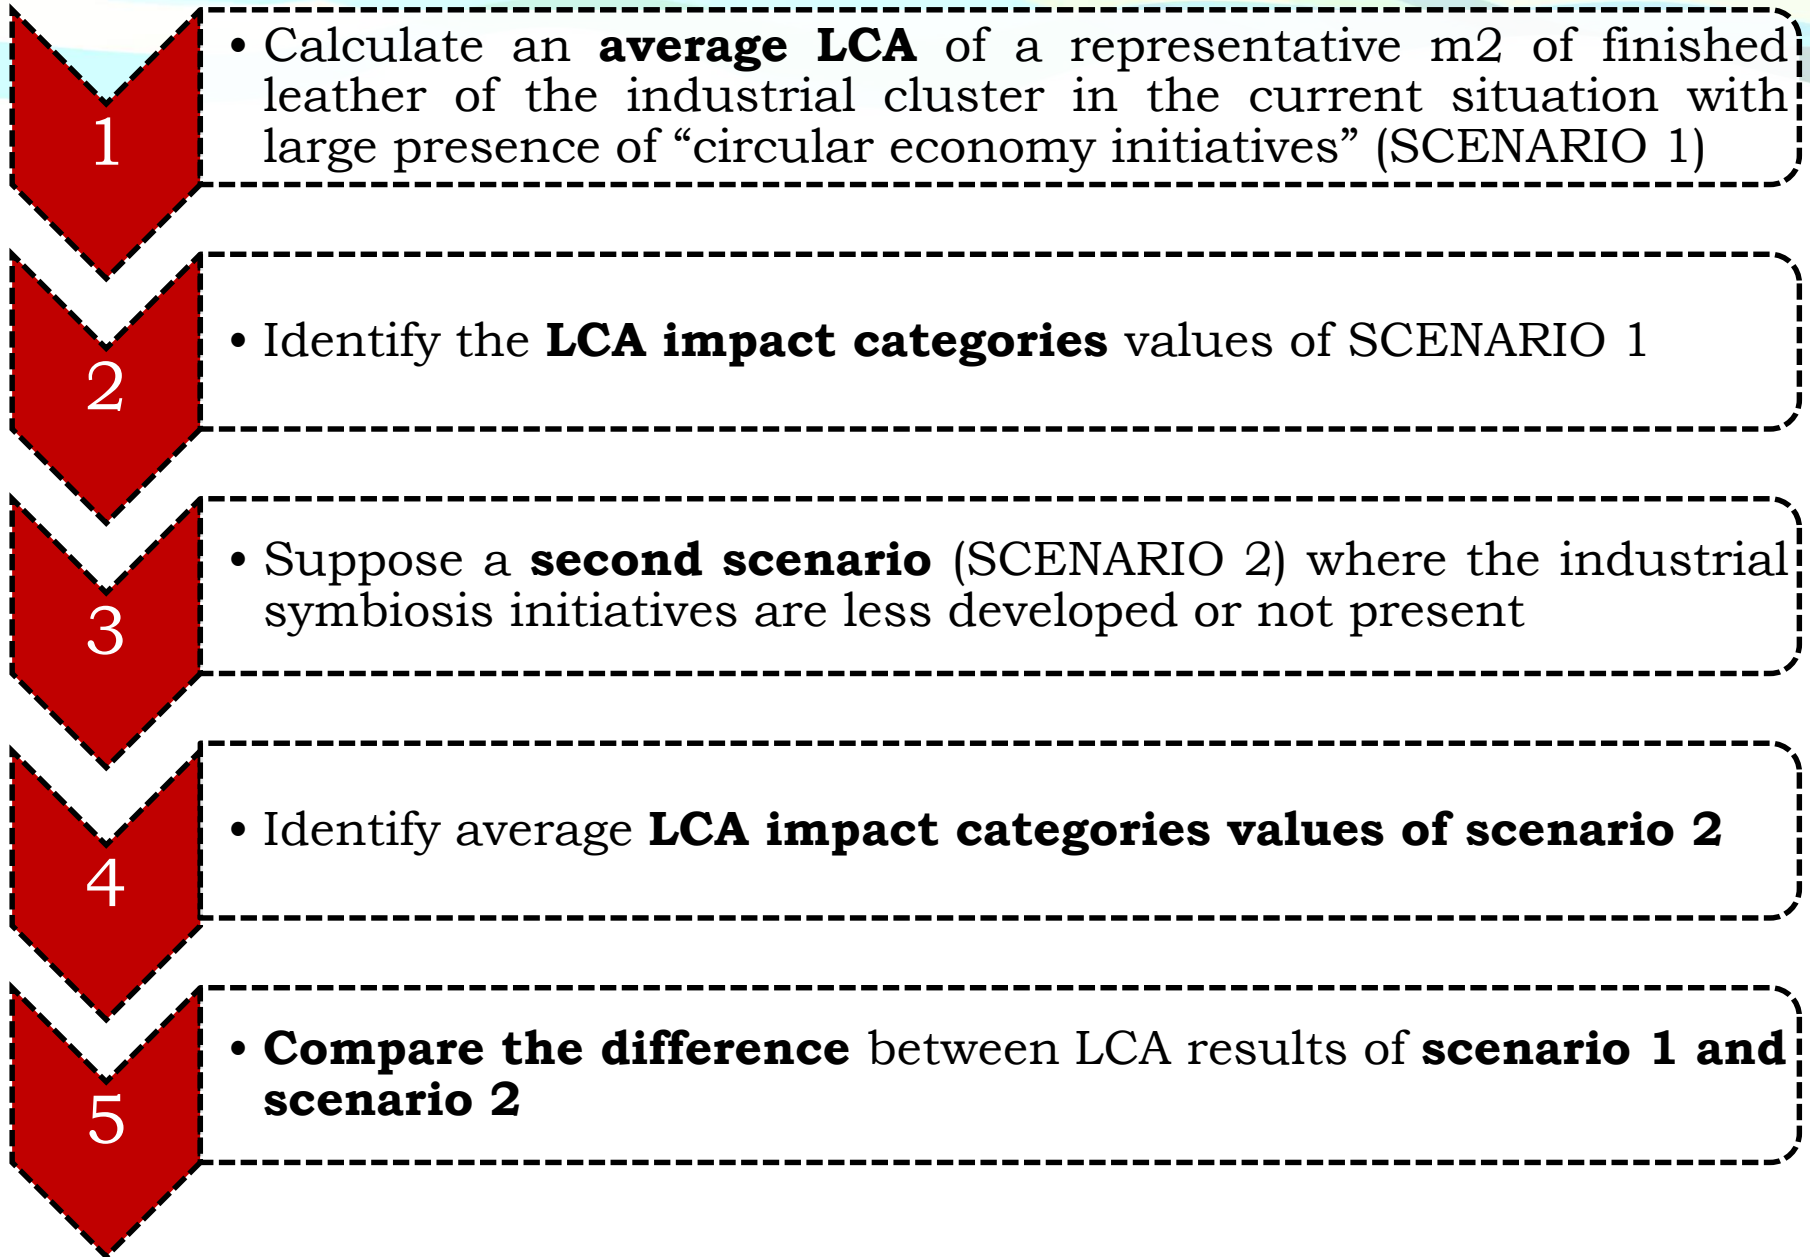 1
• Calculate an average LCA of a representative m2 of finished
leather of the industrial cluster in the current situation with
large presence of “circular economy initiatives” (SCENARIO 1)
2
• Identify the LCA impact categories values of SCENARIO 1
3
• Suppose a second scenario (SCENARIO 2) where the industrial
symbiosis initiatives are less developed or not present
4
• Identify average LCA impact categories values of scenario 2
5
• Compare the difference between LCA results of scenario 1 and
scenario 2